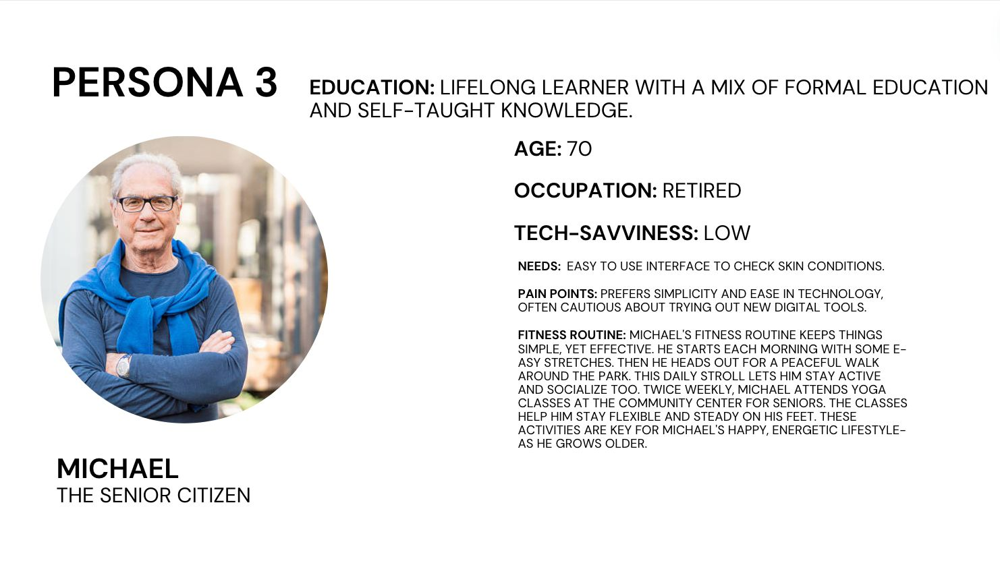 PERSONA 3
EDUCATION: LIFELONG LEARNER WITH A MIX OF FORMAL EDUCATION
AND SELF-TAUGHT KNOWLEDGE.
AGE: 70
OCCUPATION: RETIRED
TECH-SAVVINESS: LOW
NEEDS: EASY TO USE INTERFACE TO CHECK SKIN CONDITIONS.
PAIN POINTS: PREFERS SIMPLICITY AND EASE IN TECHNOLOGY,
OFTEN CAUTIOUS ABOUT TRYING OUT NEW DIGITAL TOOLS.
FITNESS ROUTINE: MICHAEL'S FITNESS ROUTINE KEEPS THINGS
SIMPLE, YET EFFECTIVE. HE STARTS EACH MORNING WITH SOME E-
ASY STRETCHES. THEN HE HEADS OUT FOR A PEACEFUL WALK
AROUND THE PARK. THIS DAILY STROLL LETS HIM STAY ACTIVE
AND SOCIALIZE TOO. TWICE WEEKLY, MICHAEL ATTENDS YOGA
CLASSES AT THE COMMUNITY CENTER FOR SENIORS. THE CLASSES
HELP HIM STAY FLEXIBLE AND STEADY ON HIS FEET. THESE
ACTIVITIES ARE KEY FOR MICHAEL'S HAPPY, ENERGETIC LIFESTYLE-
AS HE GROWS OLDER.
MICHAEL
THE SENIOR CITIZEN